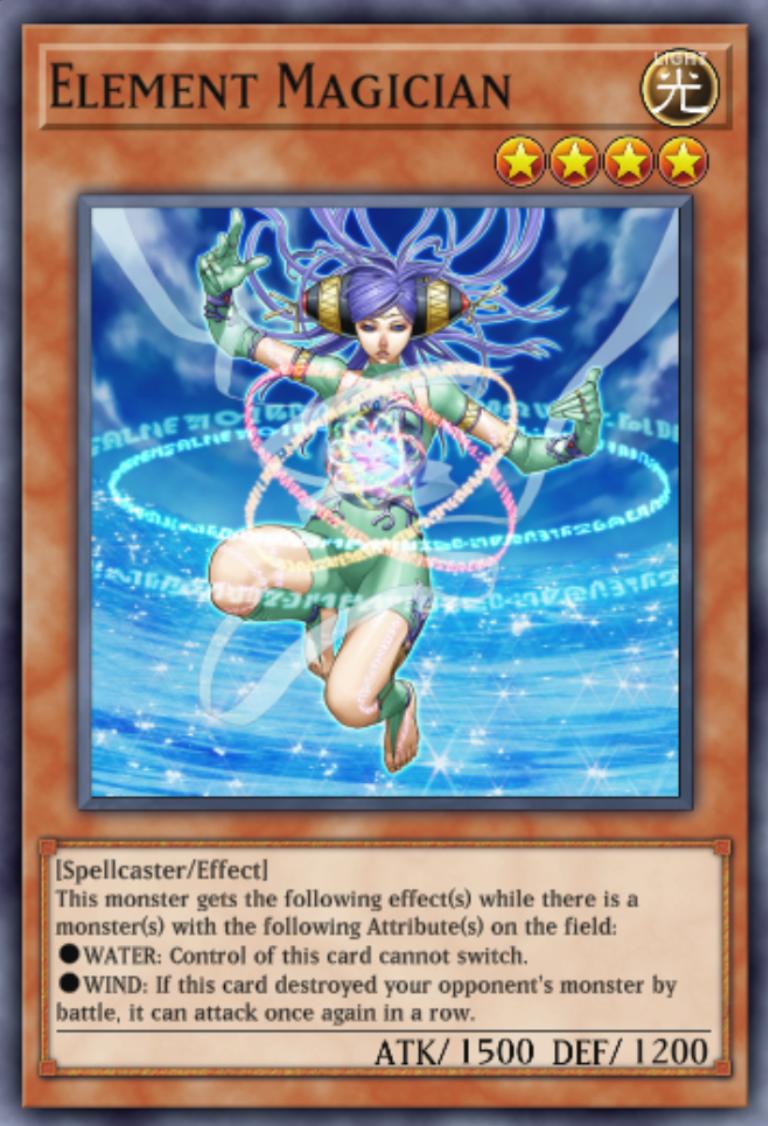 ELEMENT MAGICIAN
LIGHT
光
[Spellcaster/Effect]
This monster gets the following effect(s) while there is a
monster(s) with the following Attribute(s) on the field:
●WATER: Control of this card cannot switch.
●WIND: If this card destroyed your opponent's monster by
battle, it can attack once again in a row.
ATK/ 1500 DEF/ 1200